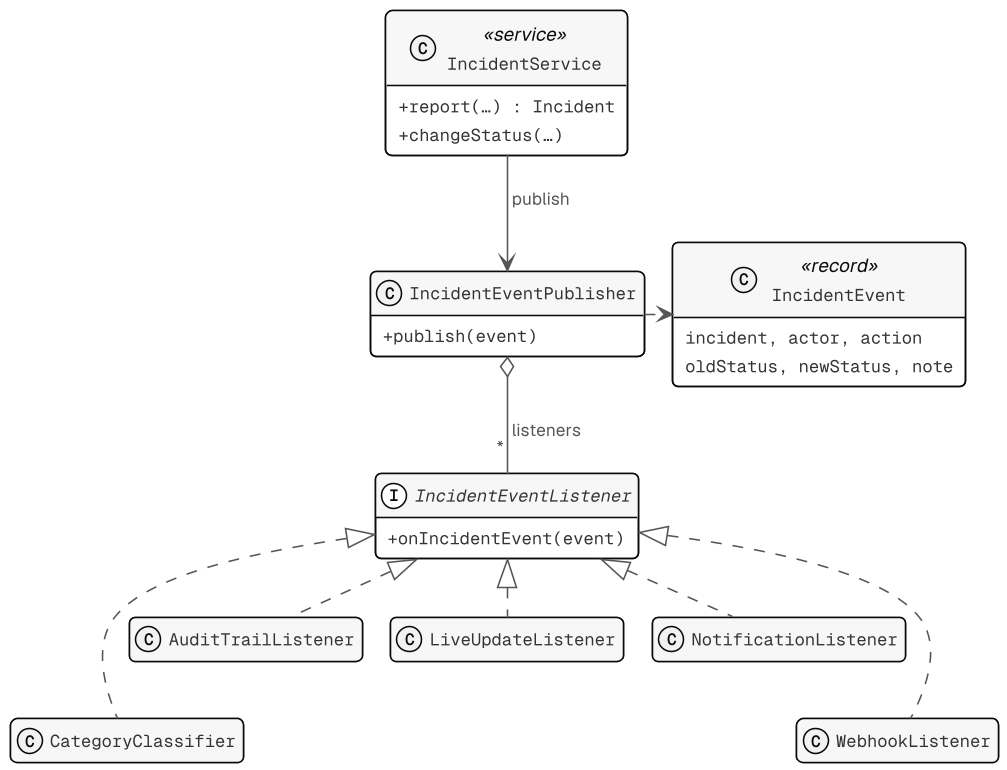 «service»
C IncidentService
+report(…) : Incident
+changeStatus(…)
publish
«record»
C IncidentEvent
incident, actor, action
oldStatus, newStatus, note
C IncidentEventPublisher
+publish(event)
listeners
*
I IncidentEventListener
+onIncidentEvent(event)
C AuditTrailListener
C LiveUpdateListener
C NotificationListener
C CategoryClassifier
C WebhookListener